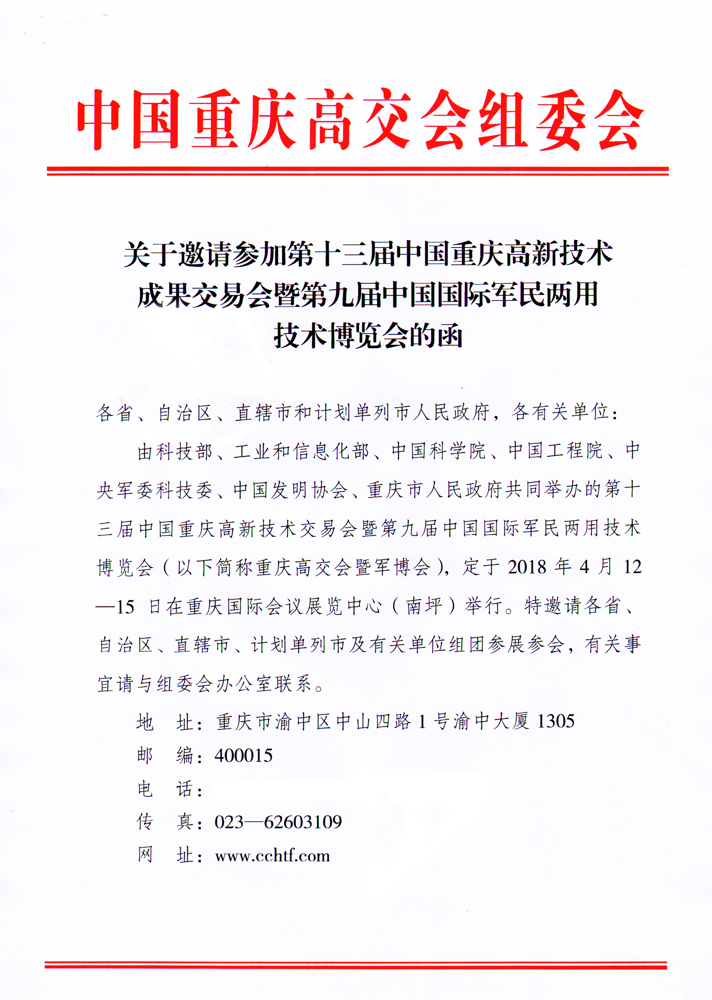 中国重庆高交会组委会
关于邀请参加第十三届中国重庆高新技术
成果交易会暨第九届中国国际军民两用
技术博览会的函
各省、自治区、直辖市和计划单列市人民政府，各有关单位：
由科技部、工业和信息化部、中国科学院、中国工程院、中
央军委科技委、中国发明协会、重庆市人民政府共同举办的第十
三届中国重庆高新技术交易会暨第九届中国国际军民两用技术
博览会（以下简称重庆高交会暨军博会），定于 2018 年 4 月 12
—15 日在重庆国际会议展览中心（南坪）举行。特邀请各省、
自治区、直辖市、计划单列市及有关单位组团参展参会，有关事
宜请与组委会办公室联系。
地　址：重庆市渝中区中山四路 1 号渝中大厦 1305
邮　编：400015
电　话：
传　真：023—62603109
网　址：www.cchtf.com